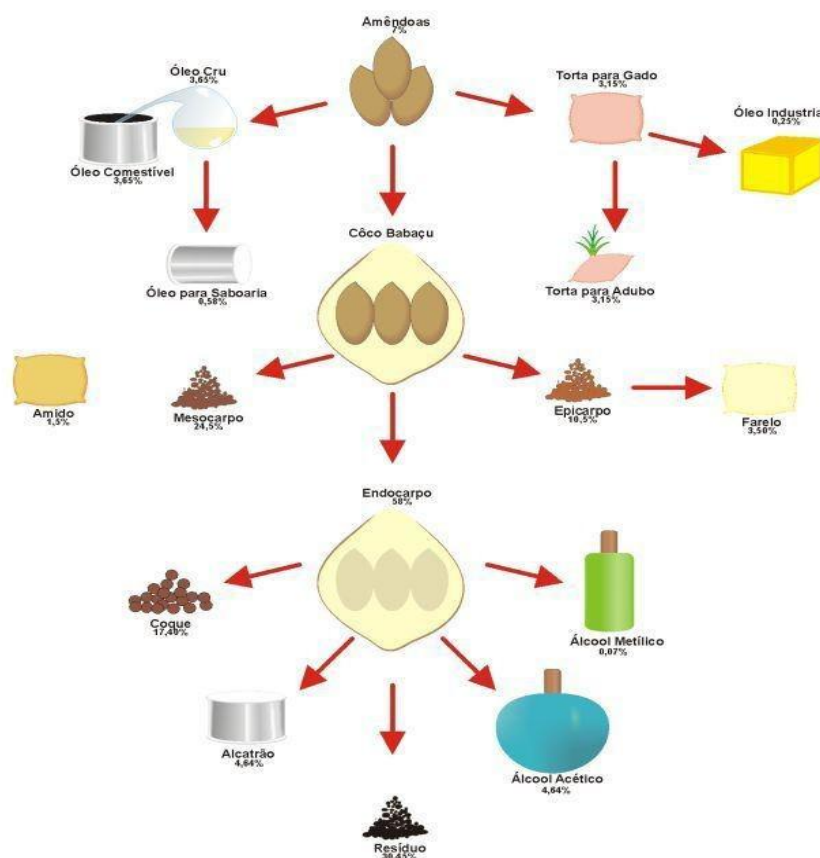 Amêndoas
7%
Óleo Cru
3,65%
Torta para Gado
3,15%
Óleo Industrial
0,25%
Óleo Comestível
3,65%
Côco Babaçu
Óleo para Saboaria
0,58%
Torta para Adubo
3,15%
Amido
1,5%
Mesocarpo
24,5%
Epicarpo
10,5%
Farelo
3,50%
Endocarpo
58%
Coque
17,40%
Álcool Metílico
0,07%
Alcatrão
4,64%
Álcool Acético
4,64%
Resíduo
30,45%